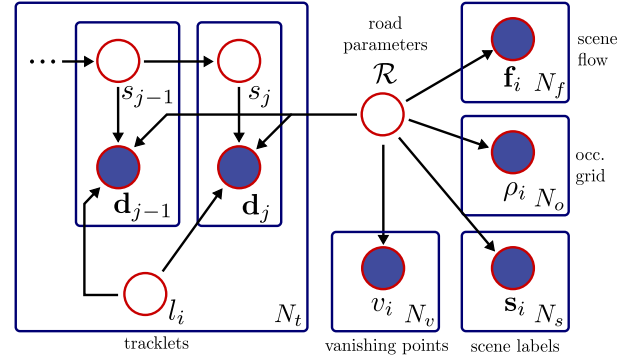 road
parameters
𝓡
scene
flow
f_i
N_f
s_{j−1}
s_j
occ.
grid
ρ_i
N_o
d_{j−1}
d_j
l_i
N_t
v_i
N_v
s_i
N_s
tracklets
vanishing points
scene labels